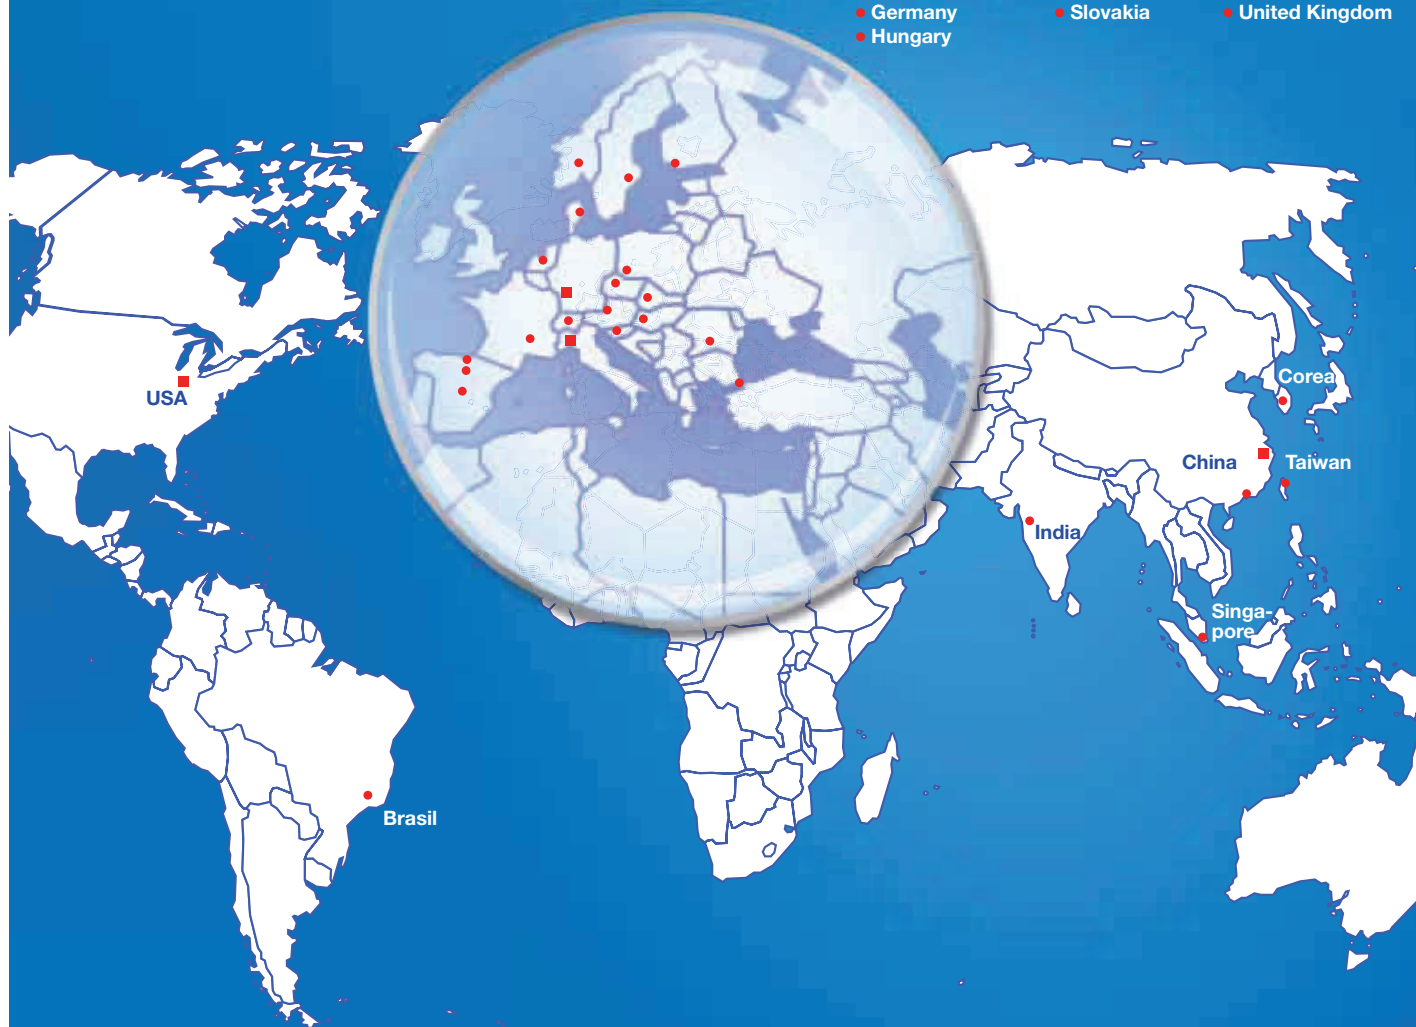 Germany
Slovakia
United Kingdom
Hungary
Corea
USA
China
Taiwan
India
Singa-
pore
Brasil